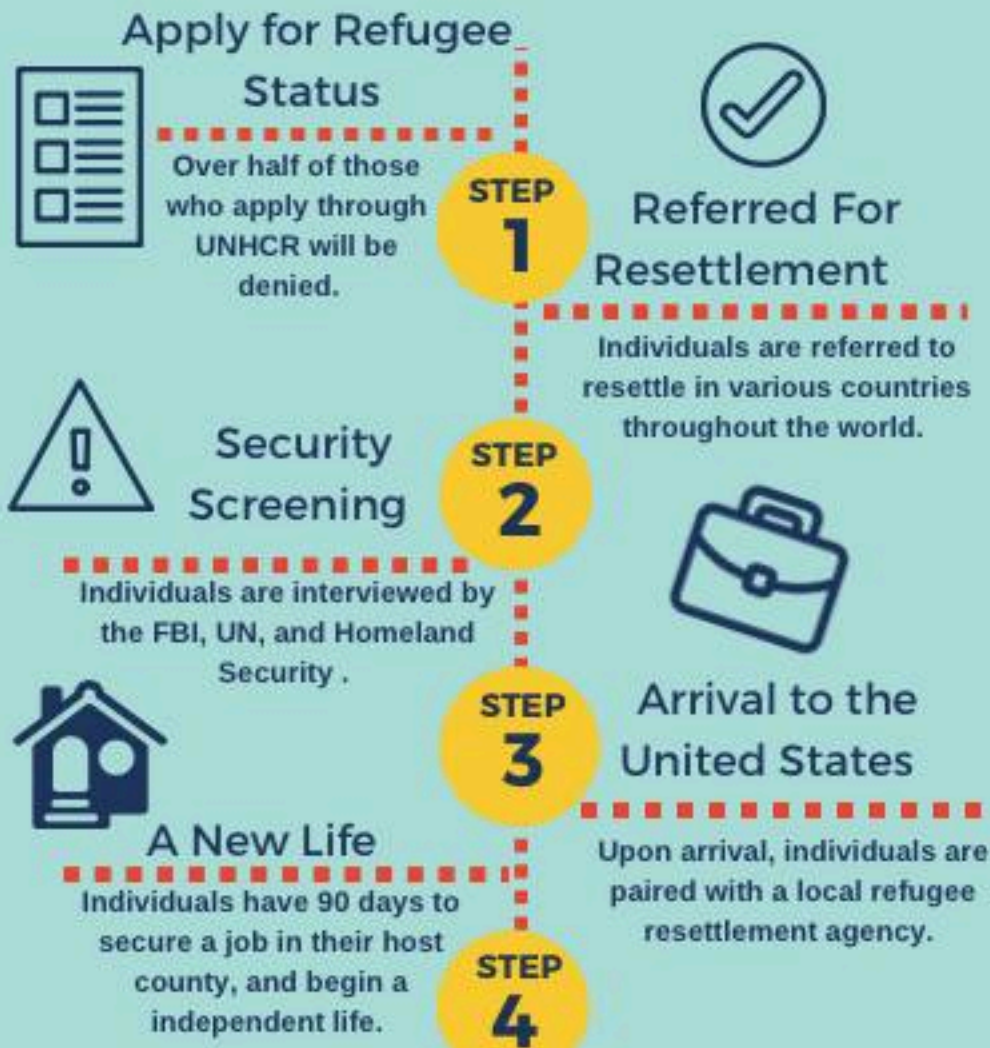 Apply for Refugee
Status
Over half of those
who apply through
UNHCR will be
denied.
STEP
1
Referred For
Resettlement
Individuals are referred to
resettle in various countries
throughout the world.
Security
Screening
Individuals are interviewed by
the FBI, UN, and Homeland
Security .
STEP
2
Arrival to the
United States
Upon arrival, individuals are
paired with a local refugee
resettlement agency.
STEP
3
A New Life
Individuals have 90 days to
secure a job in their host
county, and begin a
independent life.
STEP
4